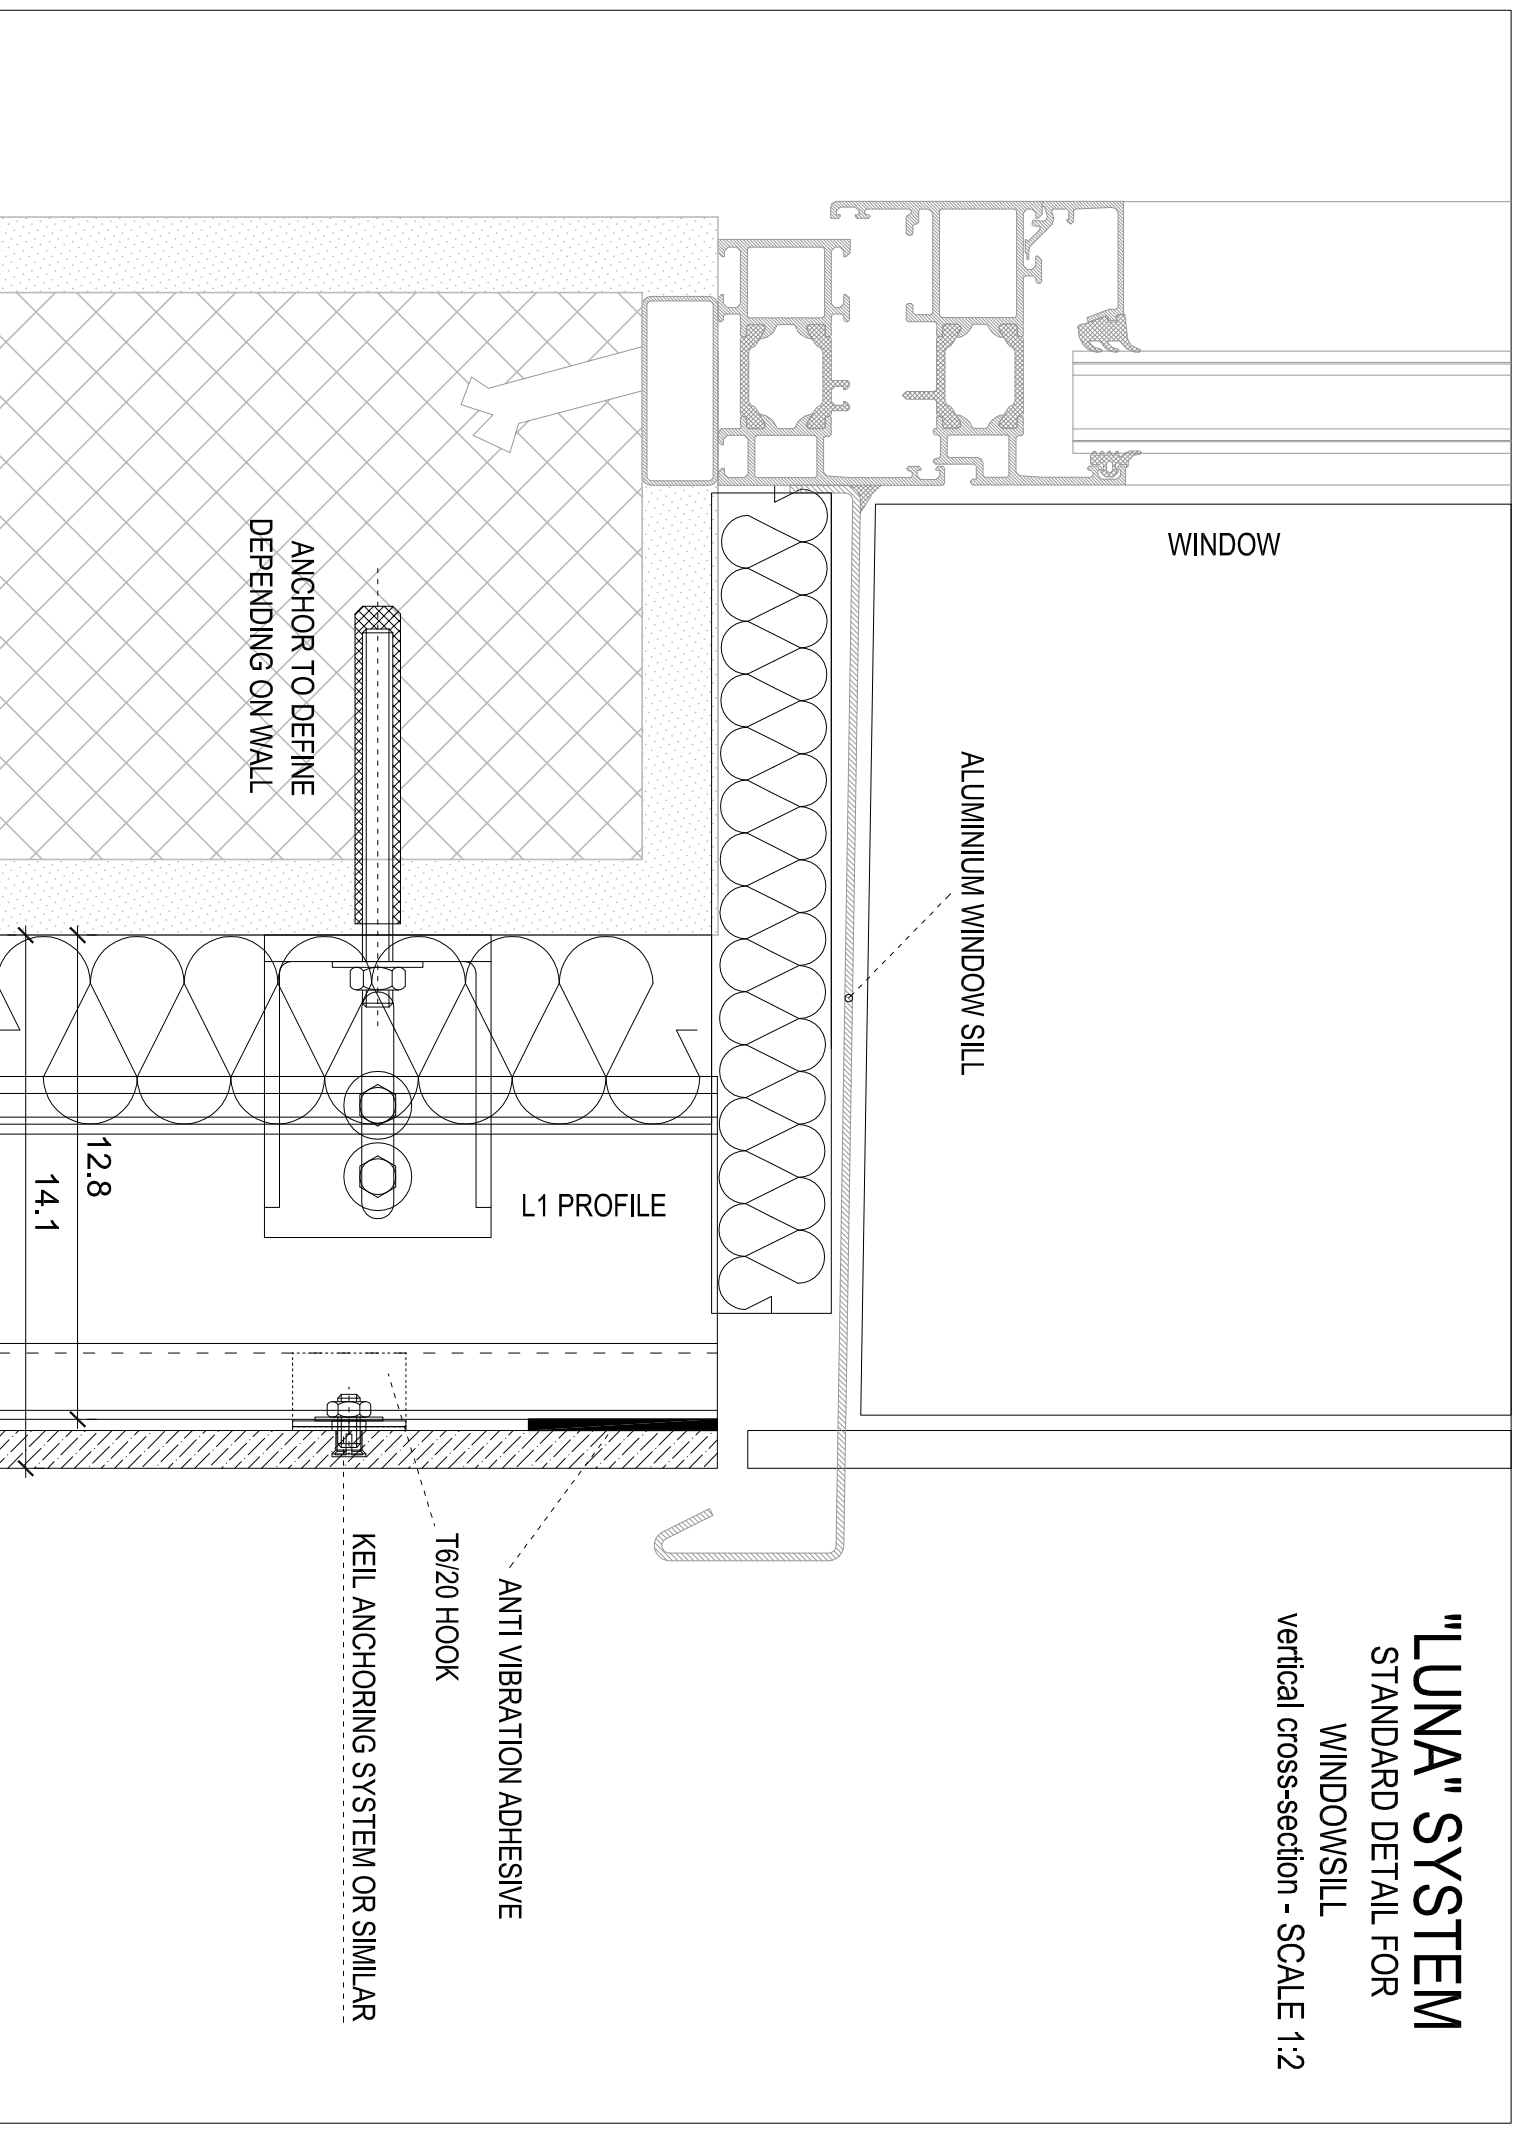 "LUNA" SYSTEM
STANDARD DETAIL FOR
WINDOWSILL
vertical cross-section - SCALE 1:2
WINDOW
ALUMINIUM WINDOW SILL
ANCHOR TO DEFINE
DEPENDING ON WALL
L1 PROFILE
12.8
14.1
ANTI VIBRATION ADHESIVE
T6/20 HOOK
KEIL ANCHORING SYSTEM OR SIMILAR